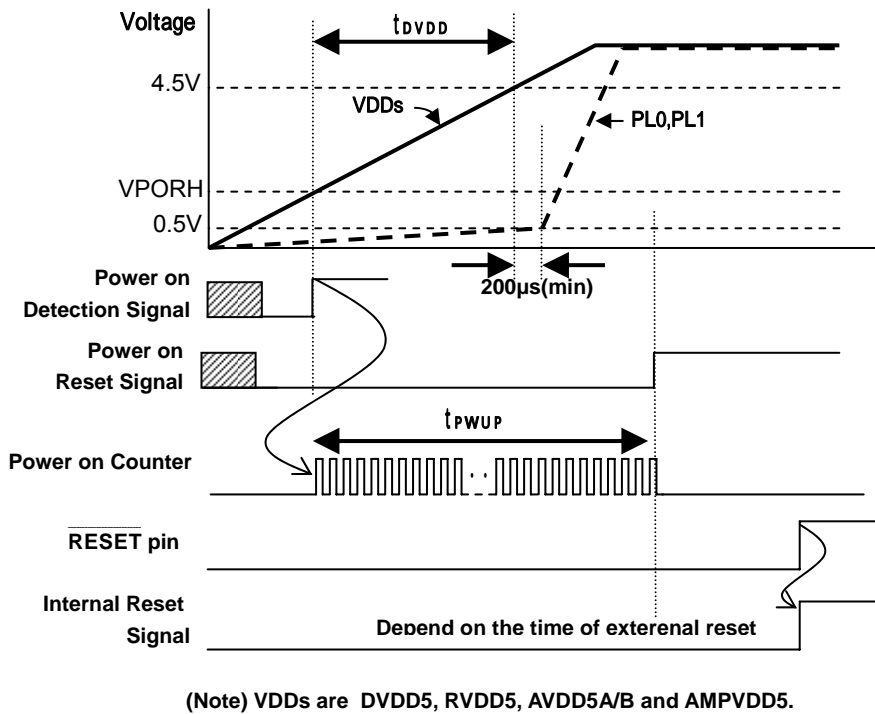 Voltage
tDVDD
4.5V
VDDs
PL0,PL1
VPORH
0.5V
200µs(min)
Power on
Detection Signal
Power on
Reset Signal
tPWUP
Power on Counter
RESET pin
Internal Reset
Signal
Depend on the time of exterenal reset
(Note) VDDs are DVDD5, RVDD5, AVDD5A/B and AMPVDD5.